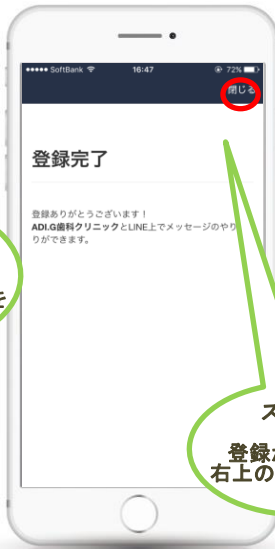 SoftBank 16:47 72%
閉じる
登録完了
登録ありがとうございます！
ADI.G歯科クリニックとLINE上でメッセージのやり
りができます。
を
ス
登録が
右上の